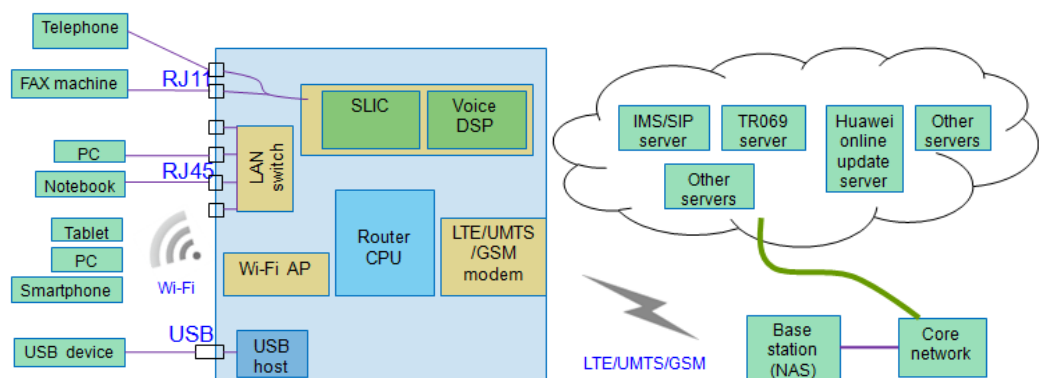 Telephone
FAX machine
RJ11
SLIC
Voice
DSP
PC
Notebook
RJ45
LAN
switch
Tablet
PC
Smartphone
Wi-Fi
Wi-Fi AP
Router
CPU
LTE/UMTS
/GSM
modem
USB device
USB
USB
host
IMS/SIP
server
TR069
server
Huawei
online
update
server
Other
servers
Other
servers
LTE/UMTS/GSM
Base
station
(NAS)
Core
network